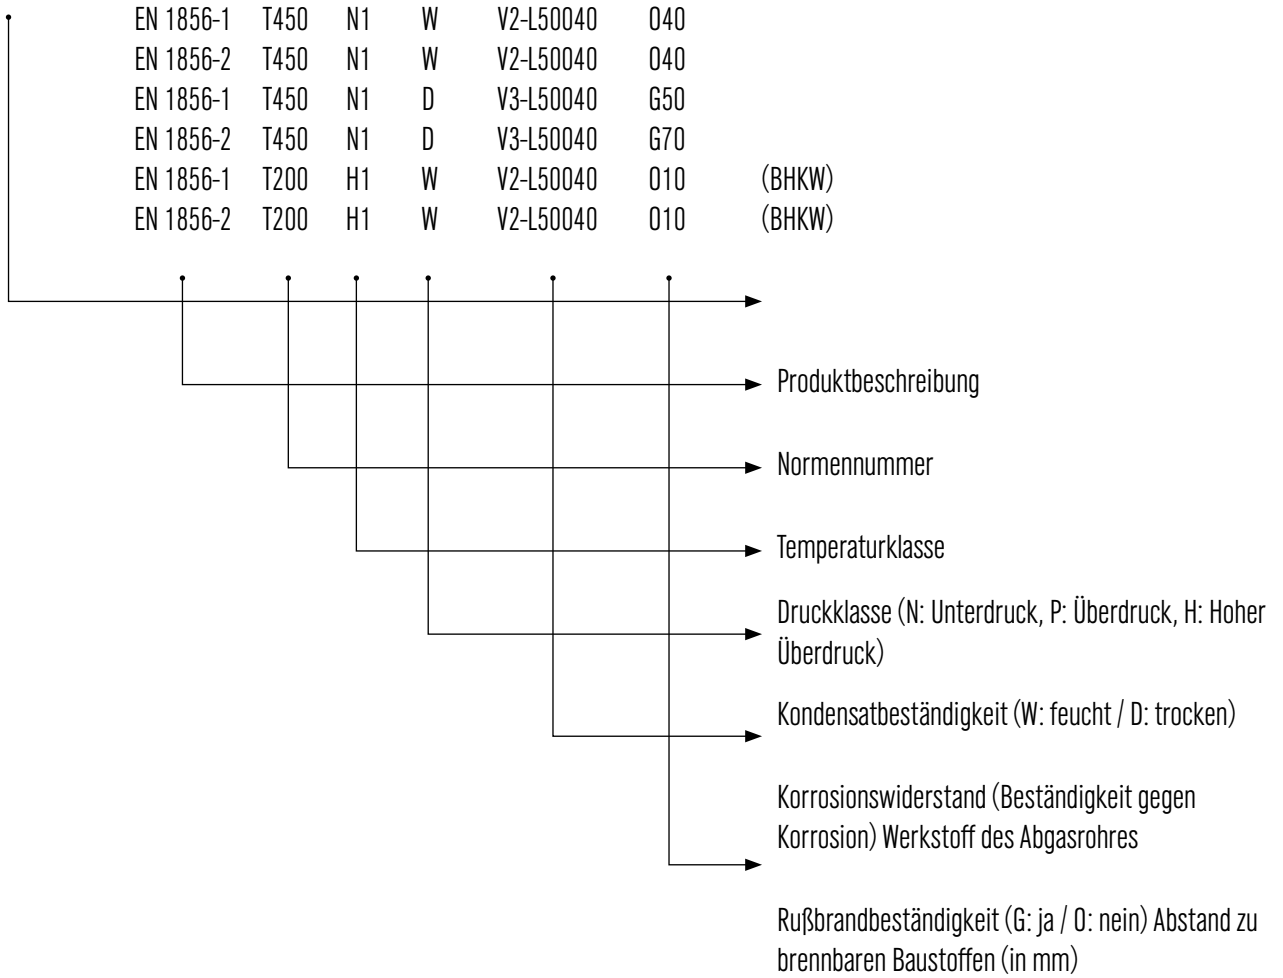 EN 1856-1 T450 N1 W V2-L50040 O40
EN 1856-2 T450 N1 W V2-L50040 O40
EN 1856-1 T450 N1 D V3-L50040 G50
EN 1856-2 T450 N1 D V3-L50040 G70
EN 1856-1 T200 H1 W V2-L50040 O10 (BHKW)
EN 1856-2 T200 H1 W V2-L50040 O10 (BHKW)
Produktbeschreibung
Normennummer
Temperaturklasse
Druckklasse (N: Unterdruck, P: Überdruck, H: Hoher
Überdruck)
Kondensatbeständigkeit (W: feucht / D: trocken)
Korrosionswiderstand (Beständigkeit gegen
Korrosion) Werkstoff des Abgasrohres
Rußbrandbeständigkeit (G: ja / O: nein) Abstand zu
brennbaren Baustoffen (in mm)